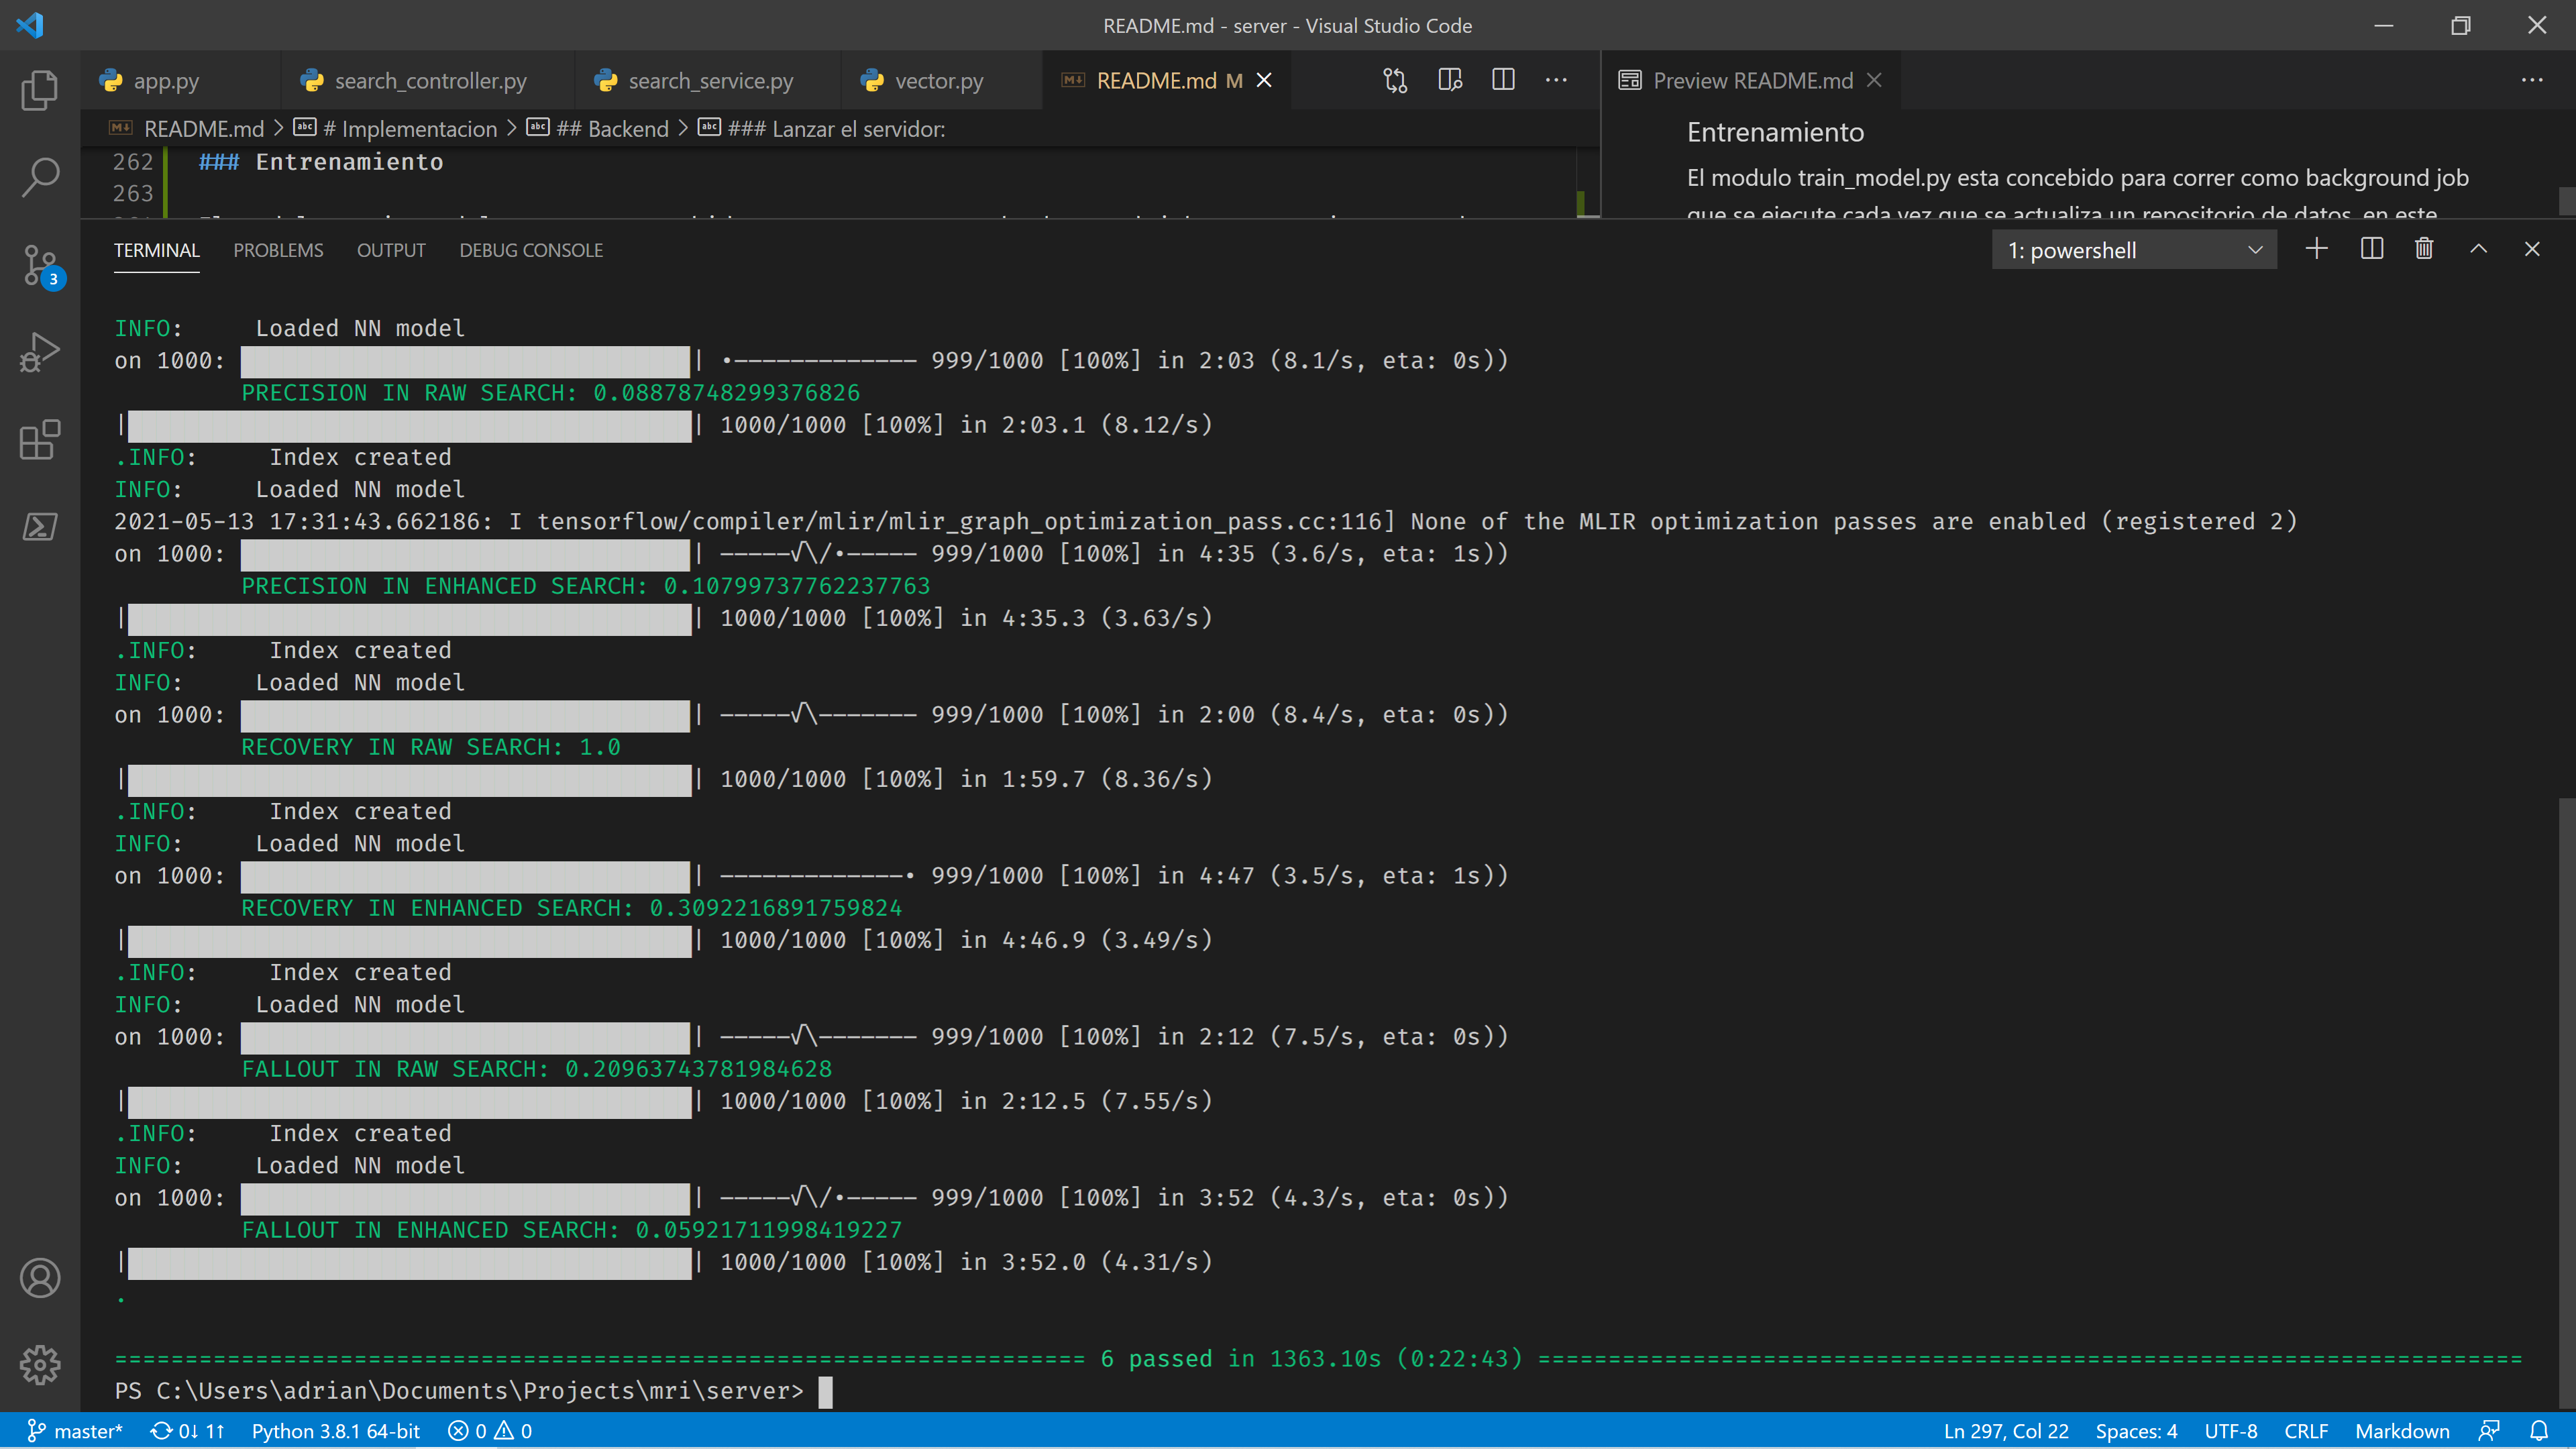 README.md - server - Visual Studio Code
app.py search_controller.py search_service.py vector.py README.md M Preview README.md
README.md > # Implementacion > ## Backend > ### Lanzar el servidor:
262 ### Entrenamiento
263
Entrenamiento
El modulo train_model.py esta concebido para correr como background job
que se ejecute cada vez que se actualiza un repositorio de datos, en este
TERMINAL PROBLEMS OUTPUT DEBUG CONSOLE 1: powershell
3
INFO: Loaded NN model
on 1000: | •------------- 999/1000 [100%] in 2:03 (8.1/s, eta: 0s))
PRECISION IN RAW SEARCH: 0.08878748299376826
| | 1000/1000 [100%] in 2:03.1 (8.12/s)
.INFO: Index created
INFO: Loaded NN model
2021-05-13 17:31:43.662186: I tensorflow/compiler/mlir/mlir_graph_optimization_pass.cc:116] None of the MLIR optimization passes are enabled (registered 2)
on 1000: | -----√\/•----- 999/1000 [100%] in 4:35 (3.6/s, eta: 1s))
PRECISION IN ENHANCED SEARCH: 0.10799737762237763
| | 1000/1000 [100%] in 4:35.3 (3.63/s)
.INFO: Index created
INFO: Loaded NN model
on 1000: | -----√\------- 999/1000 [100%] in 2:00 (8.4/s, eta: 0s))
RECOVERY IN RAW SEARCH: 1.0
| | 1000/1000 [100%] in 1:59.7 (8.36/s)
.INFO: Index created
INFO: Loaded NN model
on 1000: | -------------• 999/1000 [100%] in 4:47 (3.5/s, eta: 1s))
RECOVERY IN ENHANCED SEARCH: 0.3092216891759824
| | 1000/1000 [100%] in 4:46.9 (3.49/s)
.INFO: Index created
INFO: Loaded NN model
on 1000: | -----√\------- 999/1000 [100%] in 2:12 (7.5/s, eta: 0s))
FALLOUT IN RAW SEARCH: 0.20963743781984628
| | 1000/1000 [100%] in 2:12.5 (7.55/s)
.INFO: Index created
INFO: Loaded NN model
on 1000: | -----√\/•----- 999/1000 [100%] in 3:52 (4.3/s, eta: 0s))
FALLOUT IN ENHANCED SEARCH: 0.05921711998419227
| | 1000/1000 [100%] in 3:52.0 (4.31/s)
.
===================================================================== 6 passed in 1363.10s (0:22:43) ======================================================================
PS C:\Users\adrian\Documents\Projects\mri\server>
master* 0↓ 1↑ Python 3.8.1 64-bit 0 0 Ln 297, Col 22 Spaces: 4 UTF-8 CRLF Markdown